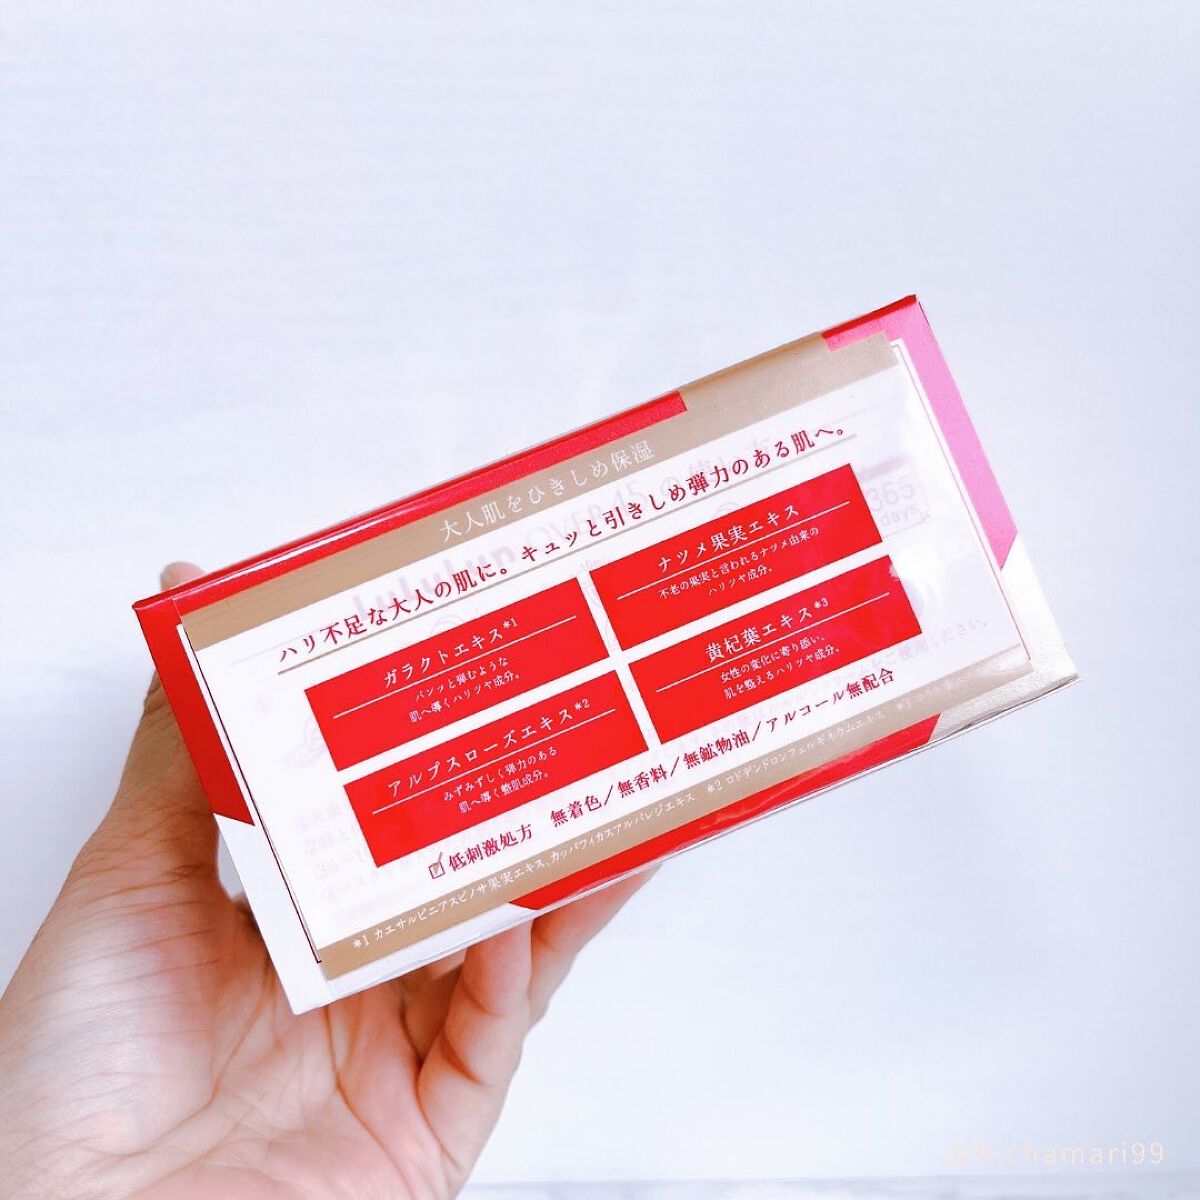 大人肌をひきしめ保湿
ハリ不足な大人の肌に。キュッと引きしめ弾力のある肌へ。
ガラクトエキス*1
パンッと弾むような
肌へ導くハリツヤ成分。
ナツメ果実エキス
不老の果実と言われるナツメ由来の
ハリツヤ成分。
アルプスローズエキス*2
みずみずしく弾力のある
肌へ導く整肌成分。
黄杞葉エキス*3
女性の変化に寄り添い、
肌を整えるハリツヤ成分。
低刺激処方 無着色/無香料/無鉱物油/アルコール無配合
*1 カエサルピニアスピノサ果実エキス、カッパフィカスアルバレジエキス *2 ロドデンドロンフェルギネウムエキス *3
LuLuLun OVER 45
365
days
@hichamari99